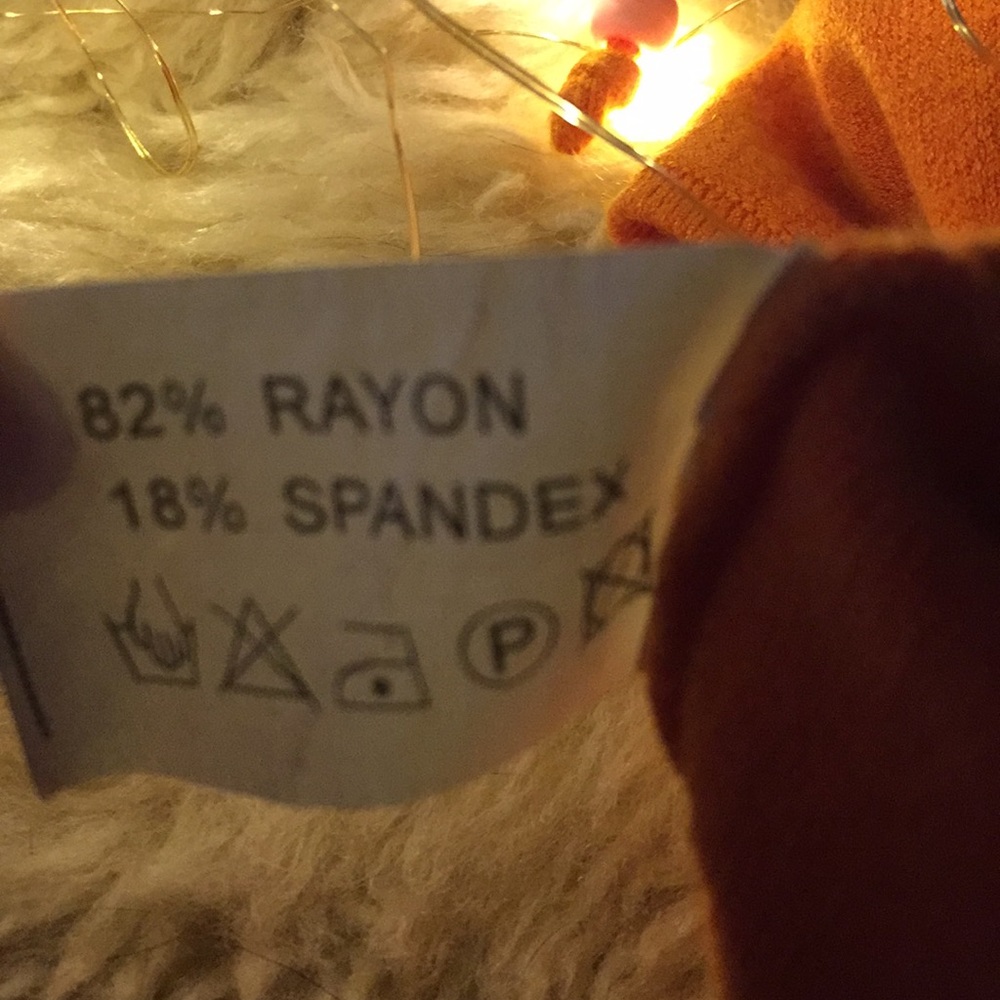 82% RAYON
18% SPANDEX
P